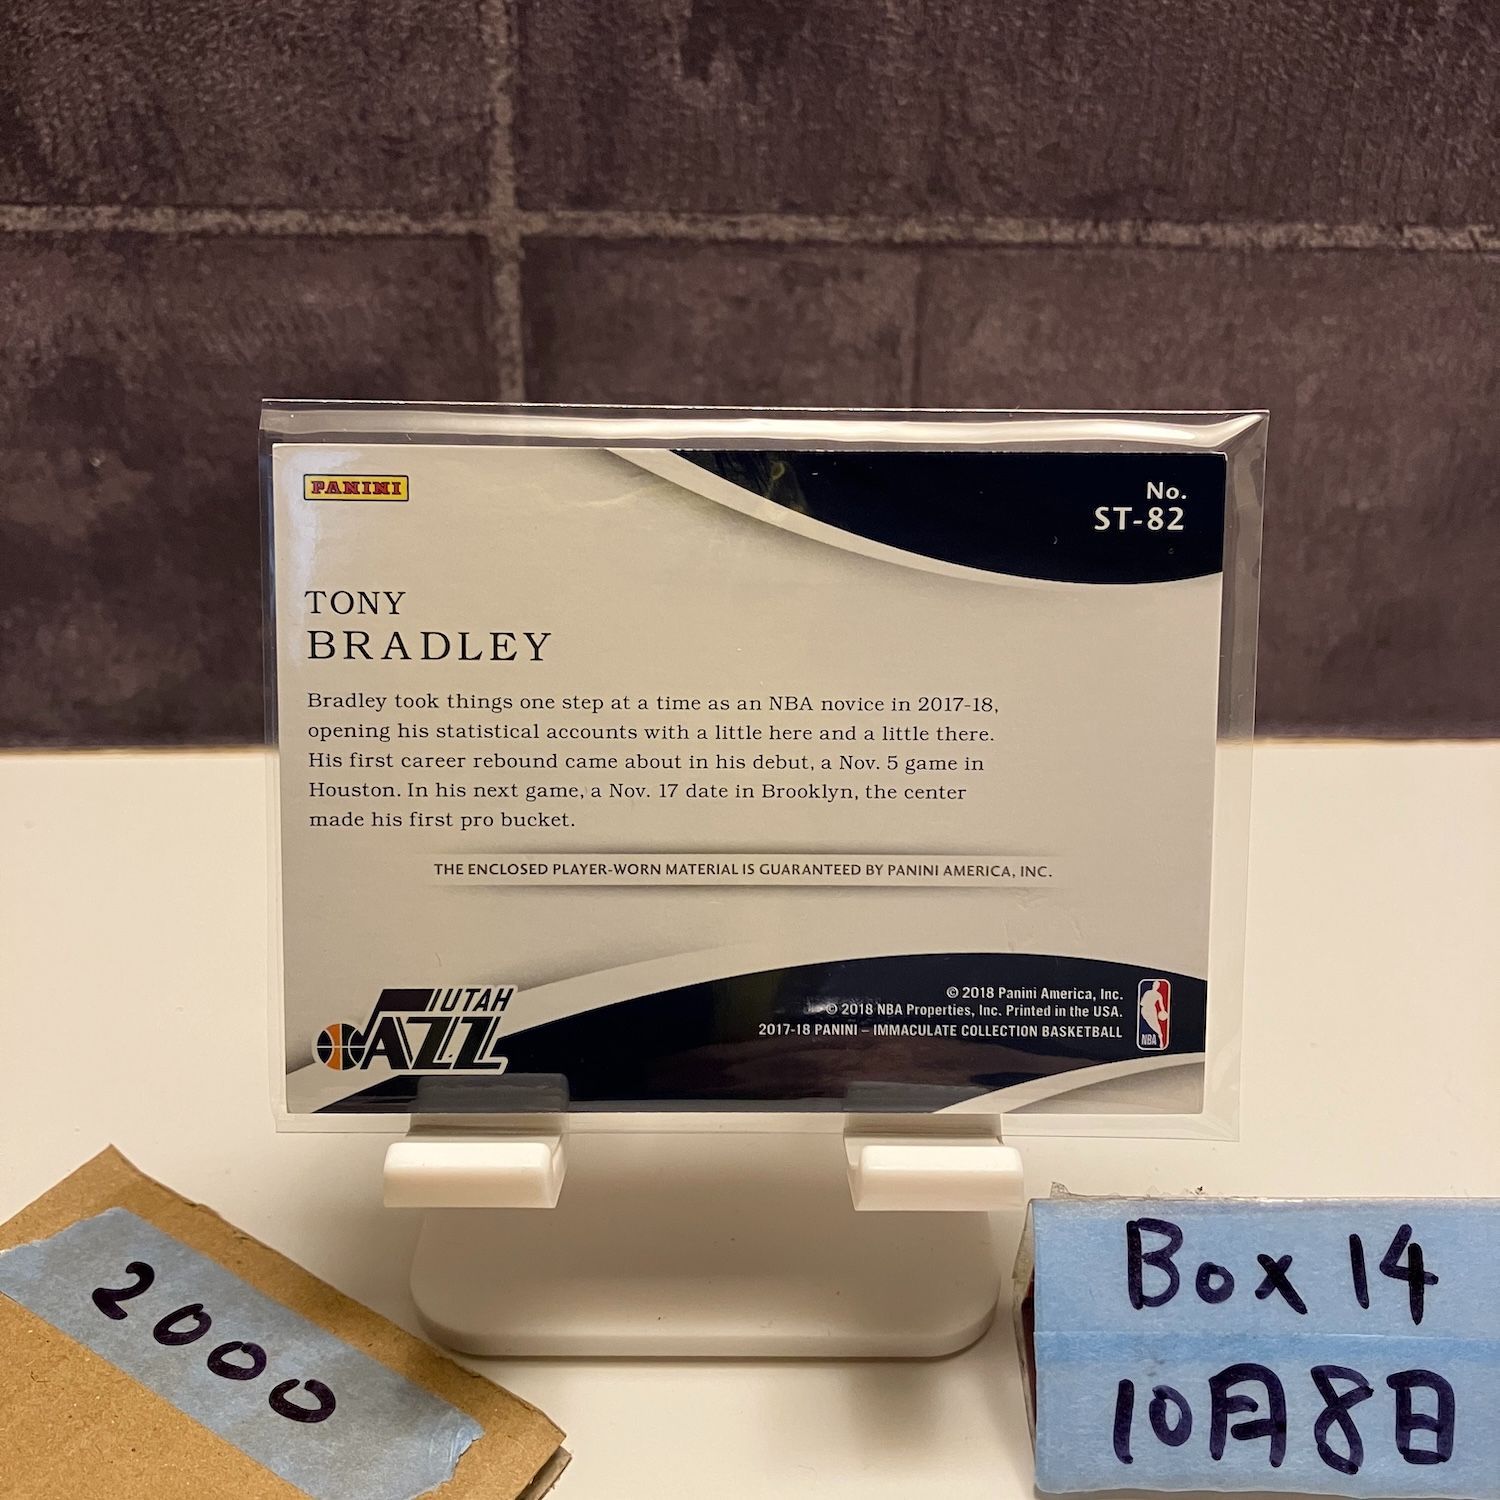 PANINI
No.
ST-82
TONY
BRADLEY
Bradley took things one step at a time as an NBA novice in 2017-18,
opening his statistical accounts with a little here and a little there.
His first career rebound came about in his debut, a Nov. 5 game in
Houston. In his next game, a Nov. 17 date in Brooklyn, the center
made his first pro bucket.
THE ENCLOSED PLAYER-WORN MATERIAL IS GUARANTEED BY PANINI AMERICA, INC.
UTAH
JAZZ
© 2018 Panini America, Inc.
© 2018 NBA Properties, Inc. Printed in the USA.
2017-18 PANINI – IMMACULATE COLLECTION BASKETBALL
NBA
2000
Box 14
10月8日